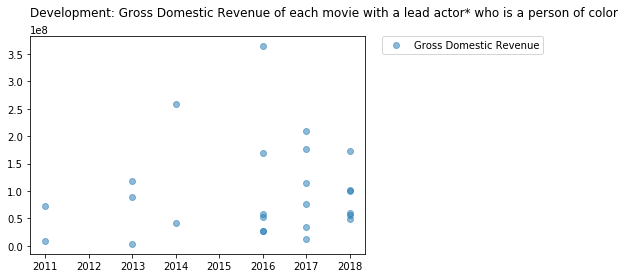 Development: Gross Domestic Revenue of each movie with a lead actor* who is a person of color
1e8
Gross Domestic Revenue
3.5
3.0
2.5
2.0
1.5
1.0
0.5
0.0
2011 2012 2013 2014 2015 2016 2017 2018